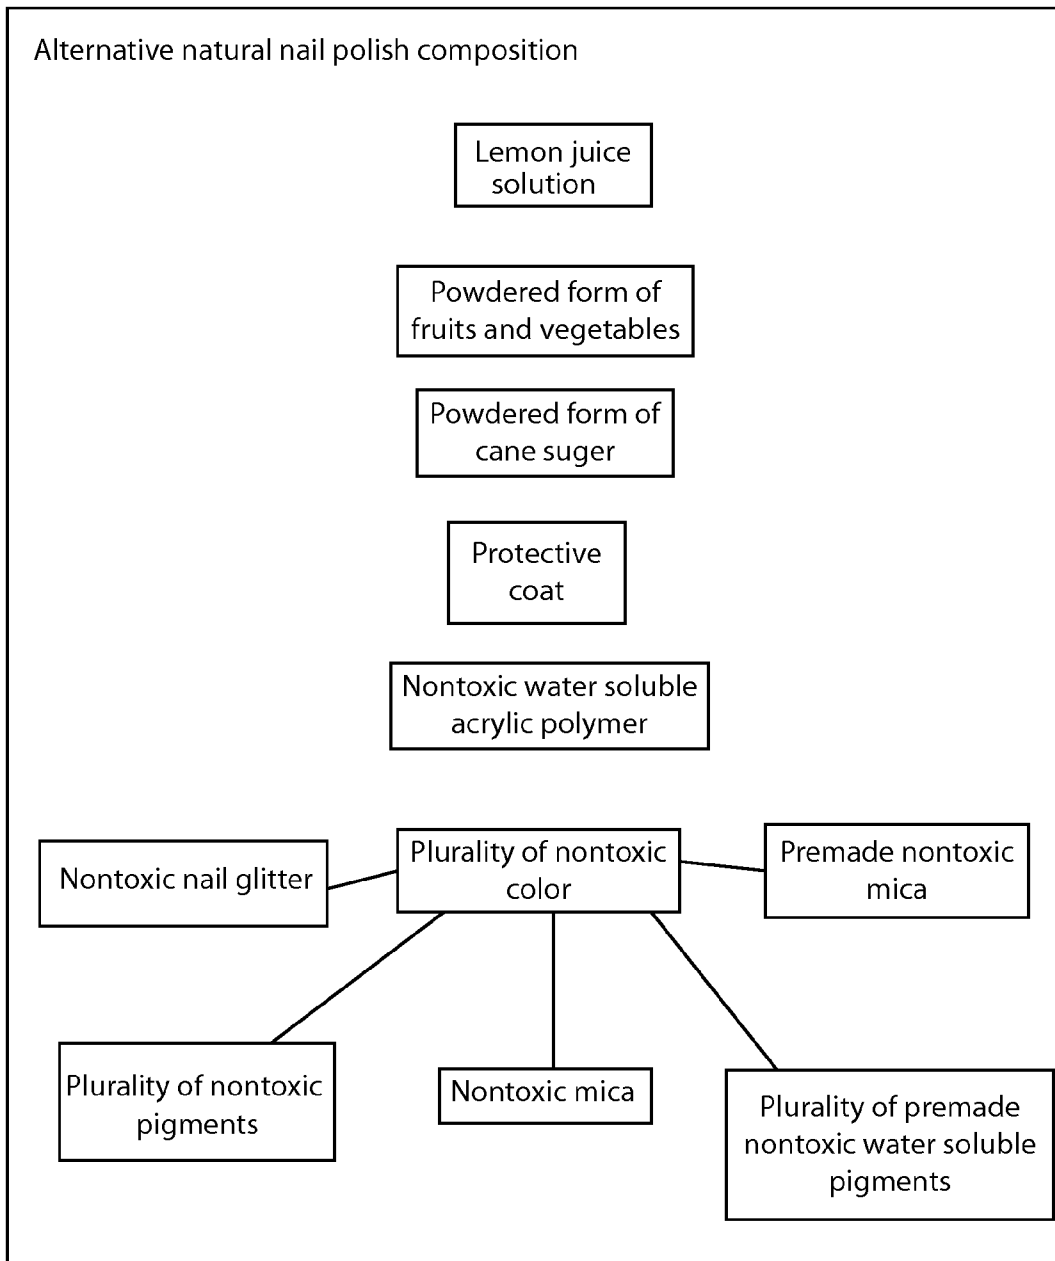 Alternative natural nail polish composition
Lemon juice
solution
Powdered form of
fruits and vegetables
Powdered form of
cane suger
Protective
coat
Nontoxic water soluble
acrylic polymer
Nontoxic nail glitter
Plurality of nontoxic
color
Premade nontoxic
mica
Plurality of nontoxic
pigments
Nontoxic mica
Plurality of premade
nontoxic water soluble
pigments